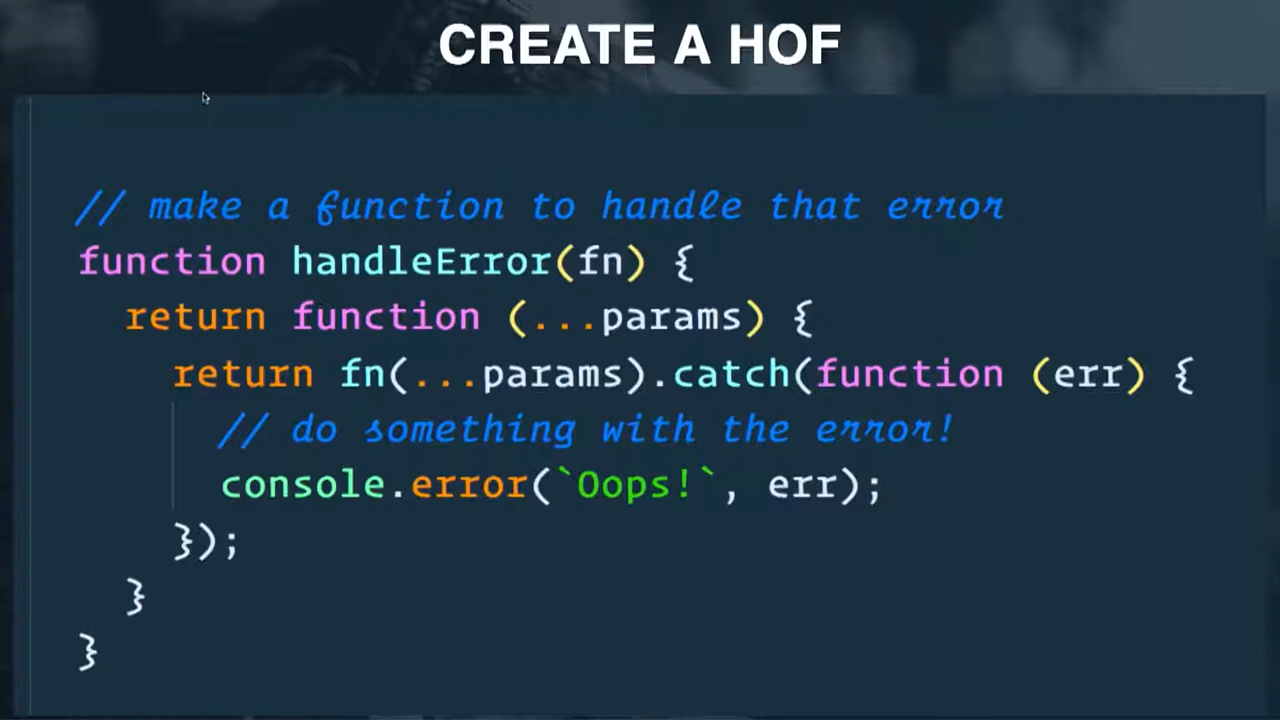 CREATE A HOF
// make a function to handle that error
function handleError(fn) {
return function (...params) {
return fn(...params).catch(function (err) {
// do something with the error!
console.error(`Oops!`, err);
});
}
}